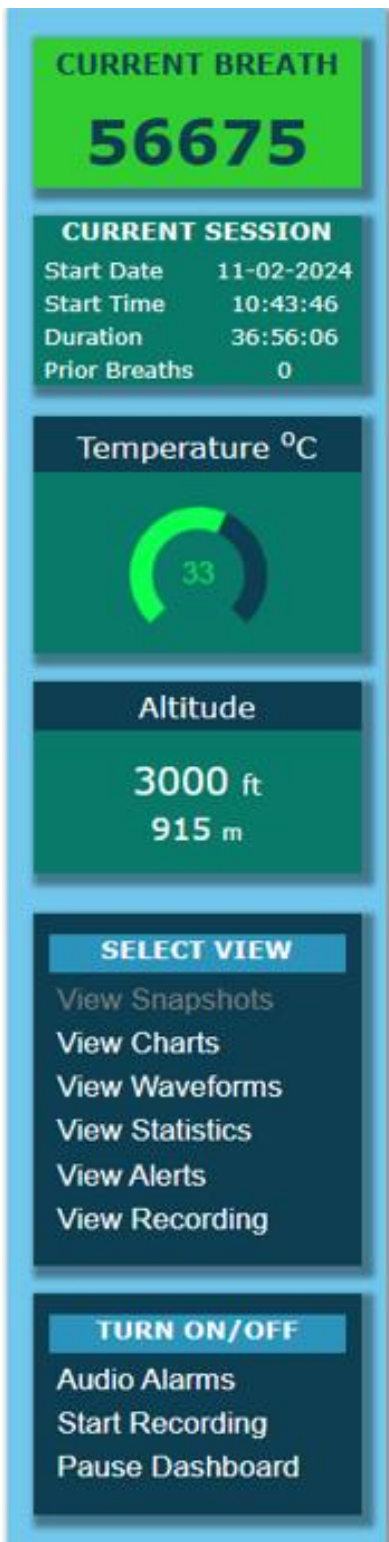 CURRENT BREATH
56675
CURRENT SESSION
Start Date 11-02-2024
Start Time 10:43:46
Duration 36:56:06
Prior Breaths 0
Temperature ⁰C
33
Altitude
3000 ft
915 m
SELECT VIEW
View Snapshots
View Charts
View Waveforms
View Statistics
View Alerts
View Recording
TURN ON/OFF
Audio Alarms
Start Recording
Pause Dashboard